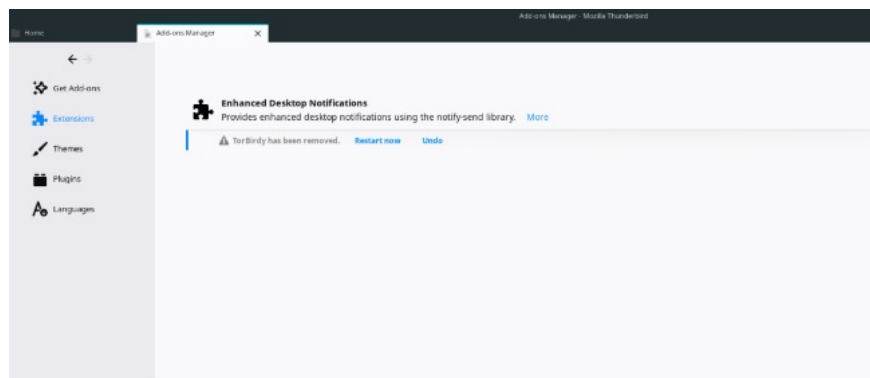 Add-ons Manager - Mozilla Thunderbird
Home
Add-ons Manager
Get Add-ons
Extensions
Themes
Plugins
Languages
Enhanced Desktop Notifications
Provides enhanced desktop notifications using the notify-send library. More
TorBirdy has been removed. Restart now Undo